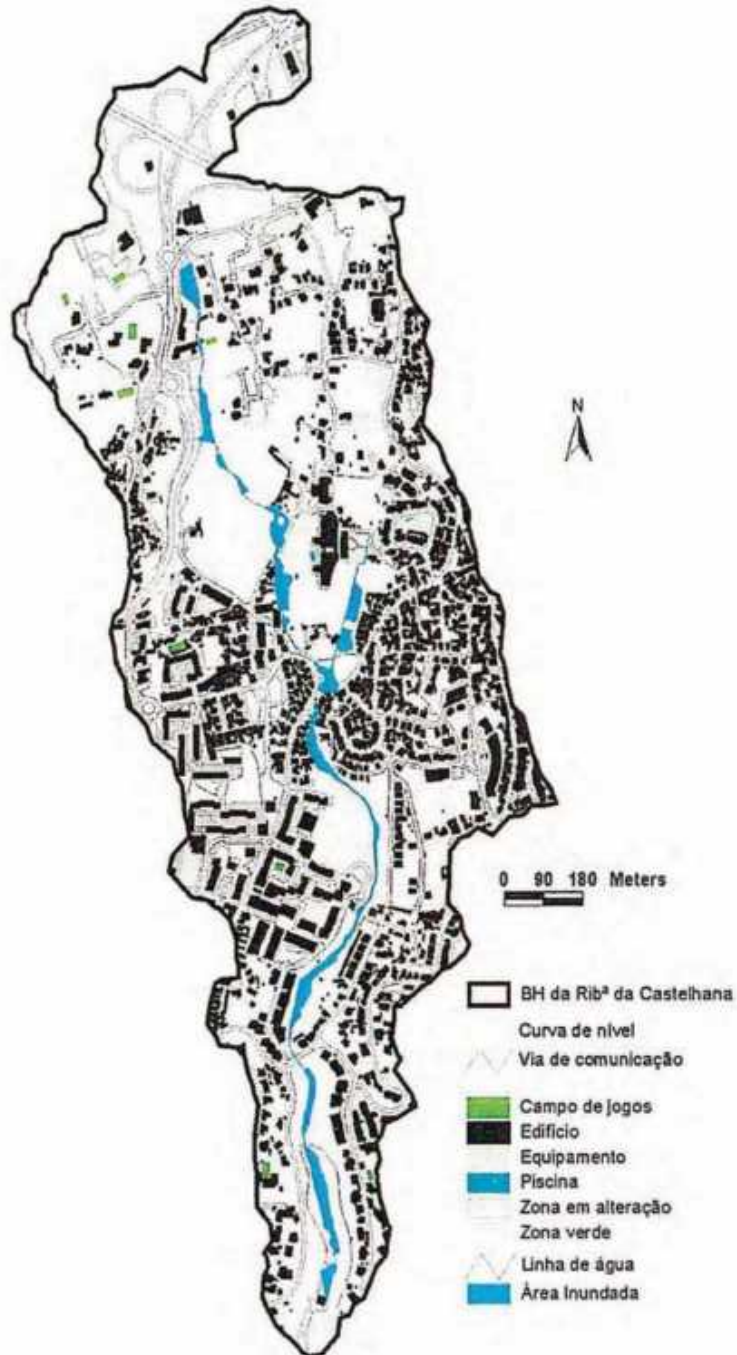 N
0 90 180 Meters
BH da Ribª da Castelhana
Curva de nível
Via de comunicação
Campo de jogos
Edifício
Equipamento
Piscina
Zona em alteração
Zona verde
Linha de água
Área Inundada